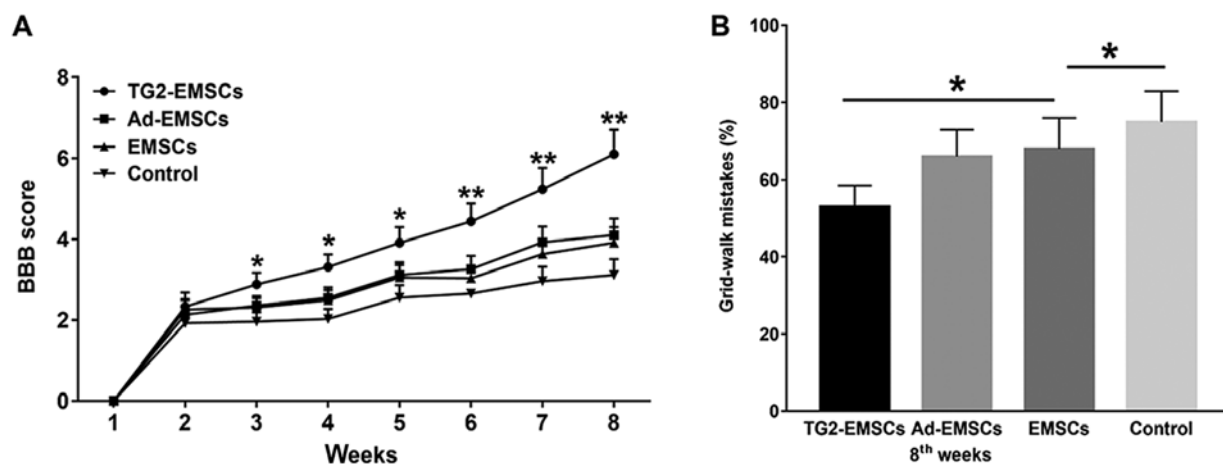 A
BBB score
8
6
4
2
0
TG2-EMSCs
Ad-EMSCs
EMSCs
Control
*
*
*
**
**
**
1 2 3 4 5 6 7 8
Weeks
B
Grid-walk mistakes (%)
100
80
60
40
20
0
*
*
TG2-EMSCs Ad-EMSCs EMSCs Control
8th weeks